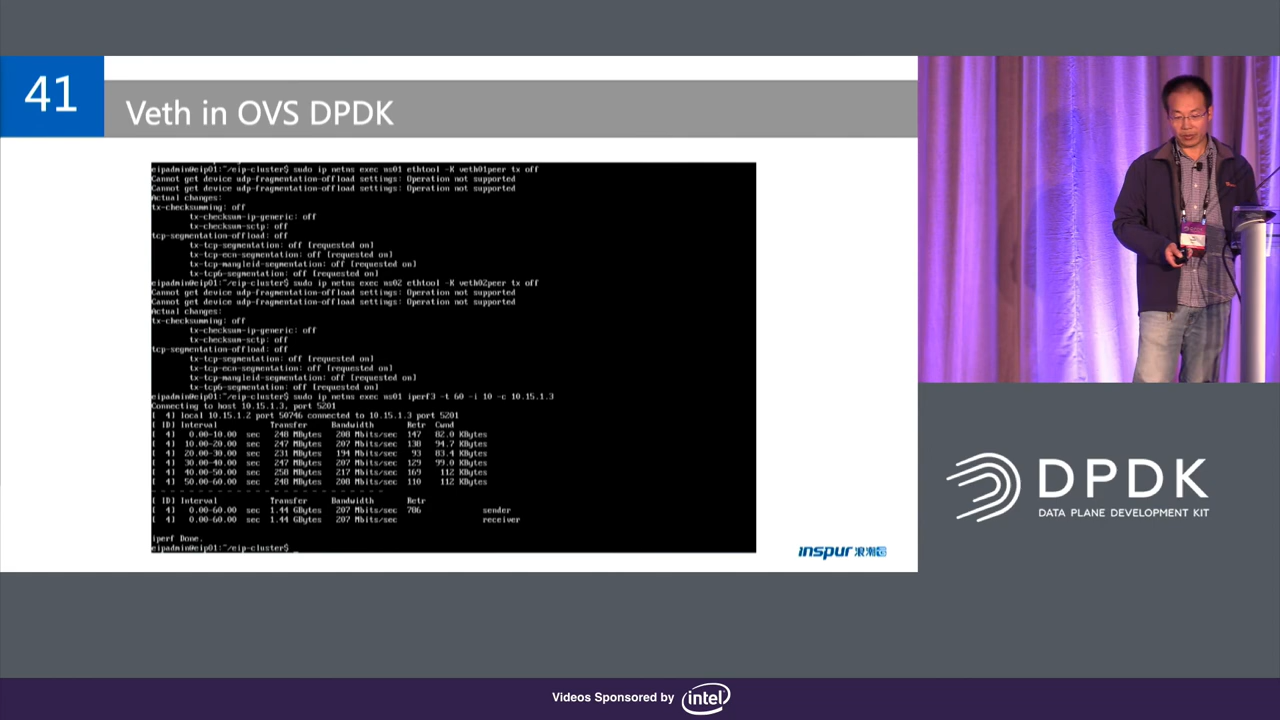 41
Veth in OVS DPDK
eipadmin@eip01:~/eip-cluster$ sudo ip netns exec ns01 ethtool -K veth01peer tx off
Cannot get device udp-fragmentation-offload settings: Operation not supported
Cannot get device udp-fragmentation-offload settings: Operation not supported
Actual changes:
tx-checksumming: off
tx-checksum-ip-generic: off
tx-checksum-sctp: off
tcp-segmentation-offload: off
tx-tcp-segmentation: off [requested on]
tx-tcp-ecn-segmentation: off [requested on]
tx-tcp-mangleid-segmentation: off [requested on]
tx-tcp6-segmentation: off [requested on]
eipadmin@eip01:~/eip-cluster$ sudo ip netns exec ns02 ethtool -K veth02peer tx off
Cannot get device udp-fragmentation-offload settings: Operation not supported
Cannot get device udp-fragmentation-offload settings: Operation not supported
Actual changes:
tx-checksumming: off
tx-checksum-ip-generic: off
tx-checksum-sctp: off
tcp-segmentation-offload: off
tx-tcp-segmentation: off [requested on]
tx-tcp-ecn-segmentation: off [requested on]
tx-tcp-mangleid-segmentation: off [requested on]
tx-tcp6-segmentation: off [requested on]
eipadmin@eip01:~/eip-cluster$ sudo ip netns exec ns01 iperf3 -t 60 -i 10 -c 10.15.1.3
Connecting to host 10.15.1.3, port 5201
[ 4] local 10.15.1.2 port 50746 connected to 10.15.1.3 port 5201
[ ID] Interval Transfer Bandwidth Retr Cwnd
[ 4] 0.00-10.00 sec 248 MBytes 208 Mbits/sec 147 82.0 KBytes
[ 4] 10.00-20.00 sec 247 MBytes 207 Mbits/sec 138 94.7 KBytes
[ 4] 20.00-30.00 sec 231 MBytes 194 Mbits/sec 93 83.4 KBytes
[ 4] 30.00-40.00 sec 247 MBytes 207 Mbits/sec 129 99.0 KBytes
[ 4] 40.00-50.00 sec 258 MBytes 217 Mbits/sec 169 112 KBytes
[ 4] 50.00-60.00 sec 248 MBytes 208 Mbits/sec 110 112 KBytes
- - - - - - - - - - - - - - - - - - - - - - - - -
[ ID] Interval Transfer Bandwidth Retr
[ 4] 0.00-60.00 sec 1.44 GBytes 207 Mbits/sec 786 sender
[ 4] 0.00-60.00 sec 1.44 GBytes 207 Mbits/sec receiver
iperf Done.
eipadmin@eip01:~/eip-cluster$ _
inspur 浪潮
DPDK
DATA PLANE DEVELOPMENT KIT
Videos Sponsored by intel